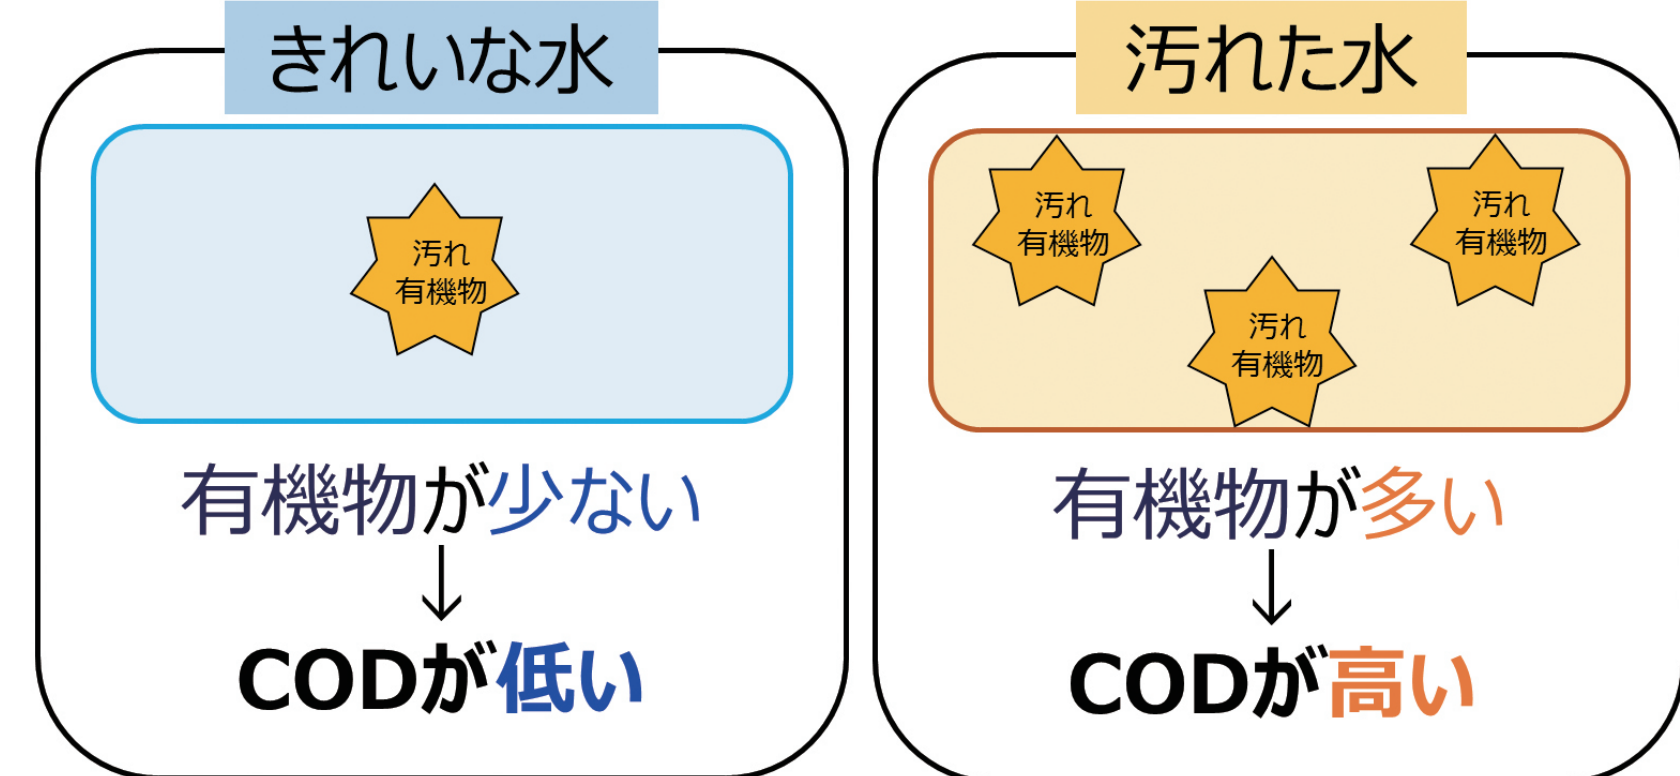 きれいな水
汚れ
有機物
有機物が少ない
↓
CODが低い
汚れた水
汚れ
有機物
汚れ
有機物
汚れ
有機物
有機物が多い
↓
CODが高い